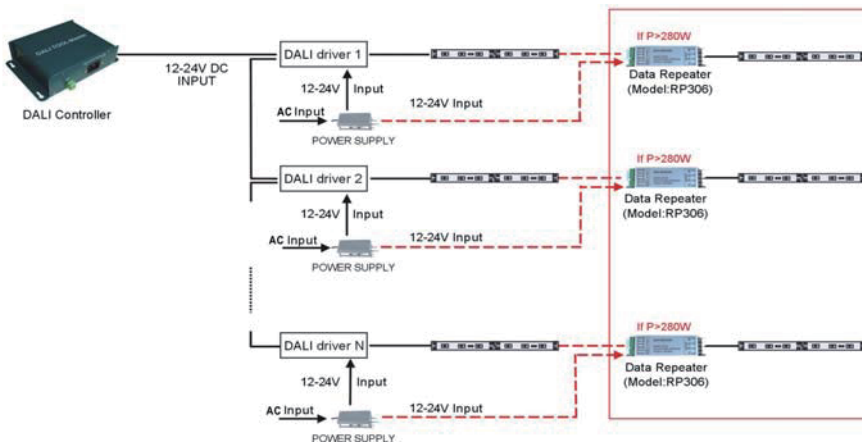 If P>280W
DALI driver 1
12-24V DC
INPUT
12-24V Input
Data Repeater
(Model:RP306)
DALI Controller
AC Input
12-24V Input
POWER SUPPLY
If P>280W
DALI driver 2
12-24V Input
Data Repeater
(Model:RP306)
AC Input
12-24V Input
POWER SUPPLY
If P>280W
DALI driver N
12-24V Input
Data Repeater
(Model:RP306)
AC Input
12-24V Input
POWER SUPPLY